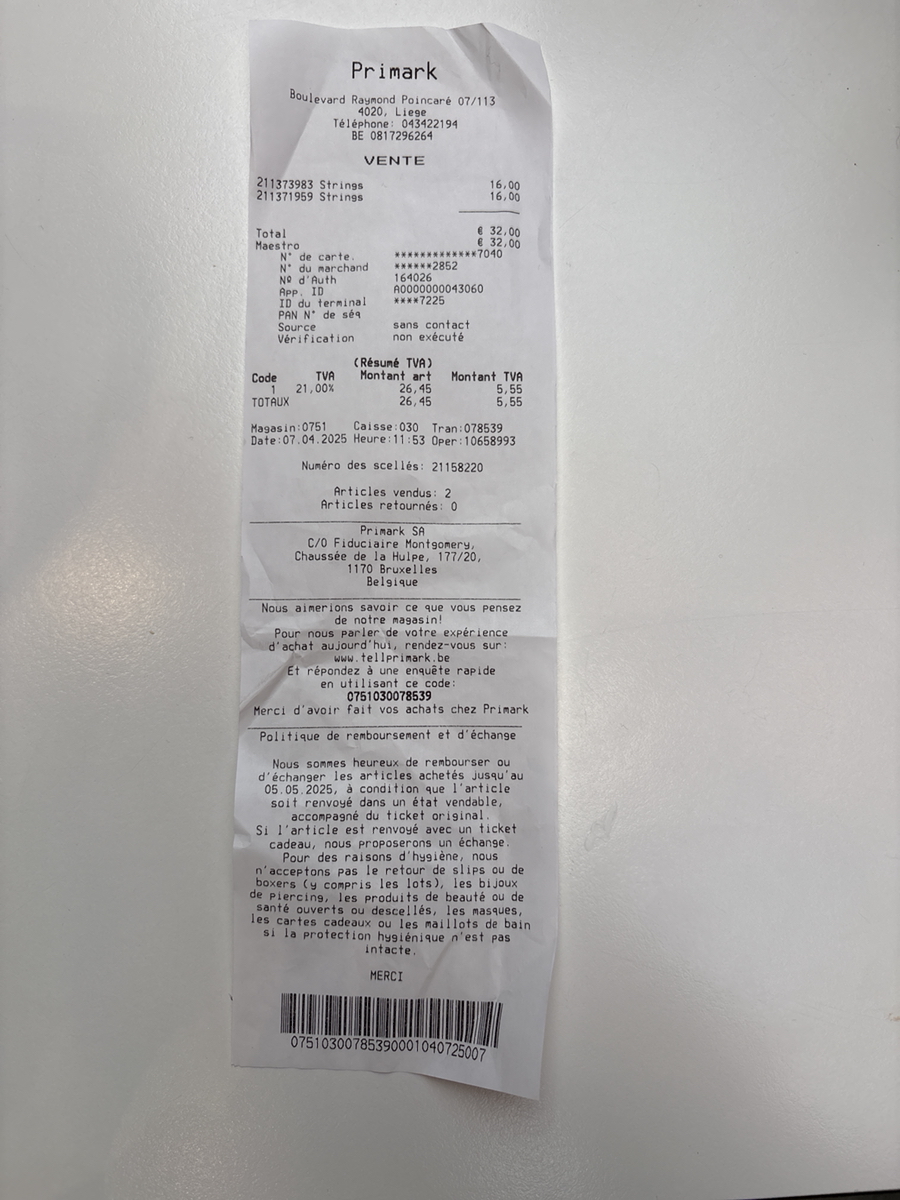 Primark
Boulevard Raymond Poincaré 07/113
4020, Liege
Téléphone: 043422194
BE 0817296264
VENTE
211373983 Strings 16,00
211371959 Strings 16,00
Total € 32,00
Maestro € 32,00
N° de carte. *************7040
N° du marchand ******2852
Nº d'Auth 164026
App. ID A0000000043060
ID du terminal ****7225
PAN N° de séq
Source sans contact
Vérification non exécuté
(Résumé TVA)
Code TVA Montant art Montant TVA
1 21,00% 26,45 5,55
TOTAUX 26,45 5,55
Magasin:0751 Caisse:030 Tran:078539
Date:07.04.2025 Heure:11:53 Oper:10658993
Numéro des scellés: 21158220
Articles vendus: 2
Articles retournés: 0
Primark SA
C/O Fiduciaire Montgomery,
Chaussée de la Hulpe, 177/20,
1170 Bruxelles
Belgique
Nous aimerions savoir ce que vous pensez
de notre magasin!
Pour nous parler de votre expérience
d'achat aujourd'hui, rendez-vous sur:
www.tellprimark.be
Et répondez à une enquête rapide
en utilisant ce code:
0751030078539
Merci d'avoir fait vos achats chez Primark
Politique de remboursement et d'échange
Nous sommes heureux de rembourser ou
d'échanger les articles achetés jusqu'au
05.05.2025, à condition que l'article
soit renvoyé dans un état vendable,
accompagné du ticket original.
Si l'article est renvoyé avec un ticket
cadeau, nous proposerons un échange.
Pour des raisons d'hygiène, nous
n'acceptons pas le retour de slips ou de
boxers (y compris les lots), les bijoux
de piercing, les produits de beauté ou de
santé ouverts ou descellés, les masques,
les cartes cadeaux ou les maillots de bain
si la protection hygiénique n'est pas
intacte.
MERCI
07510300785390001040725007